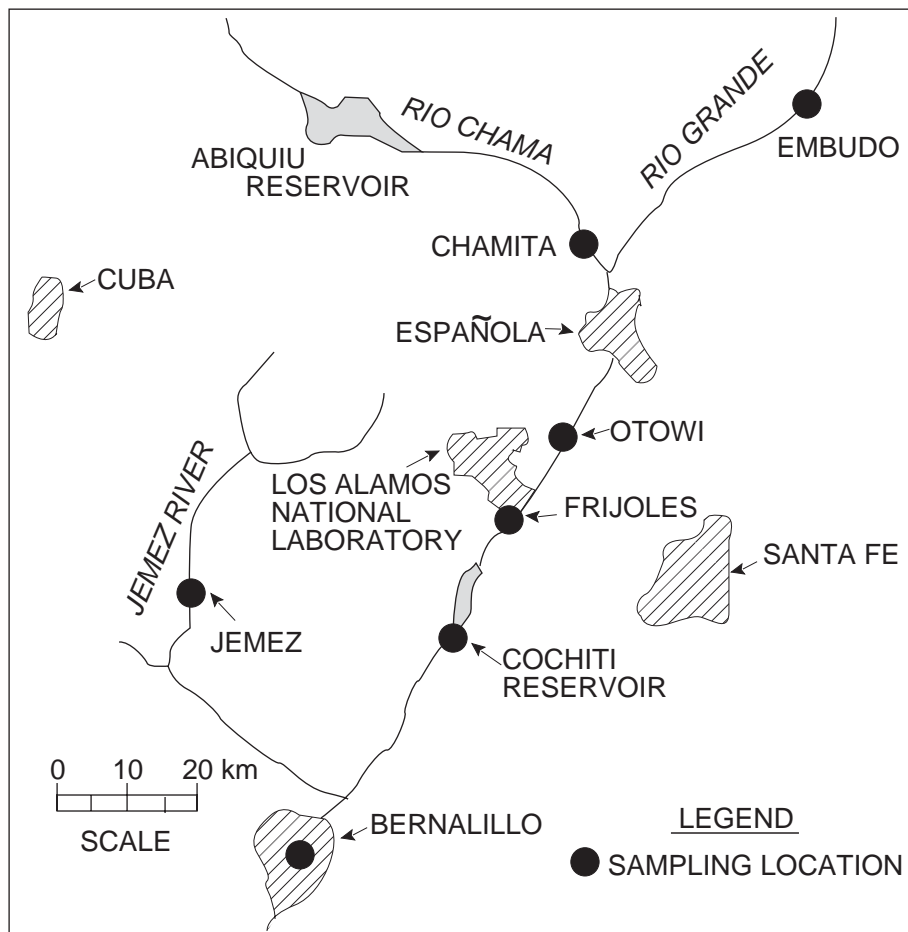 RIO CHAMA
RIO GRANDE
ABIQUIU
RESERVOIR
EMBUDO
CHAMITA
CUBA
ESPAÑOLA
OTOWI
JEMEZ RIVER
LOS ALAMOS
NATIONAL
LABORATORY
FRIJOLES
SANTA FE
JEMEZ
COCHITI
RESERVOIR
0 10 20 km
SCALE
BERNALILLO
LEGEND
SAMPLING LOCATION